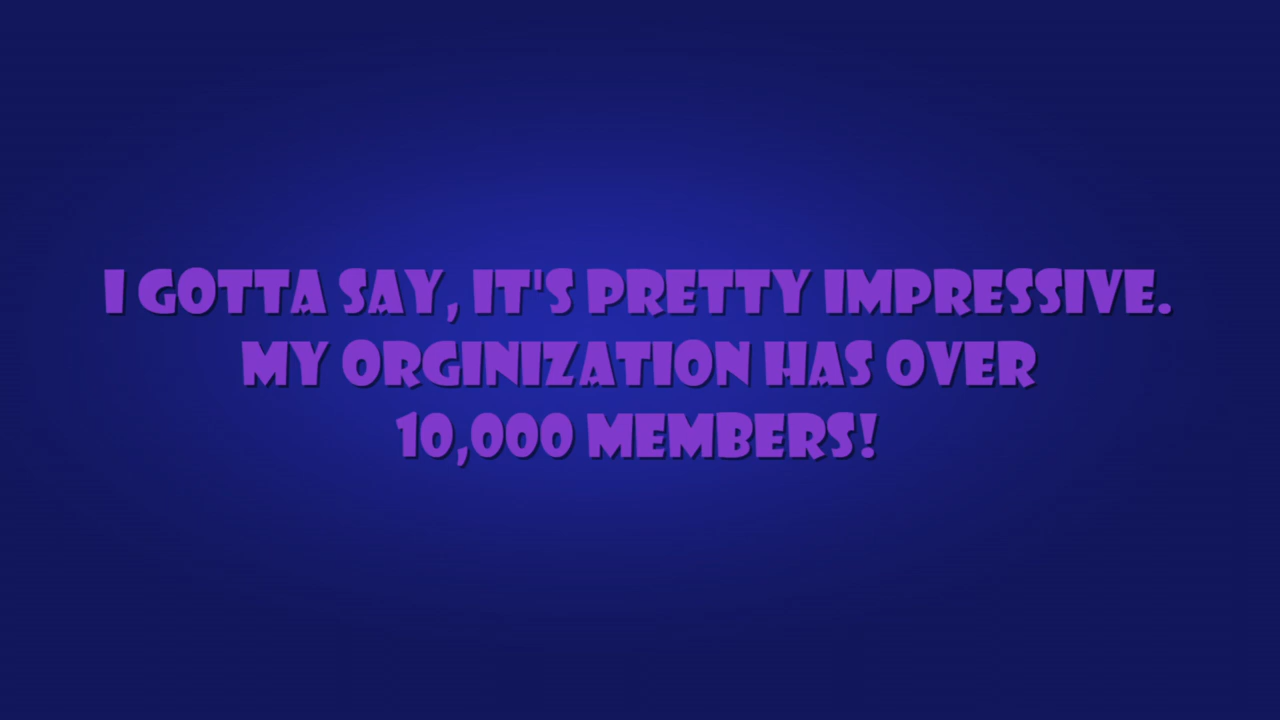 I GOTTA SAY, IT'S PRETTY IMPRESSIVE.
MY ORGINIZATION HAS OVER
10,000 MEMBERS!